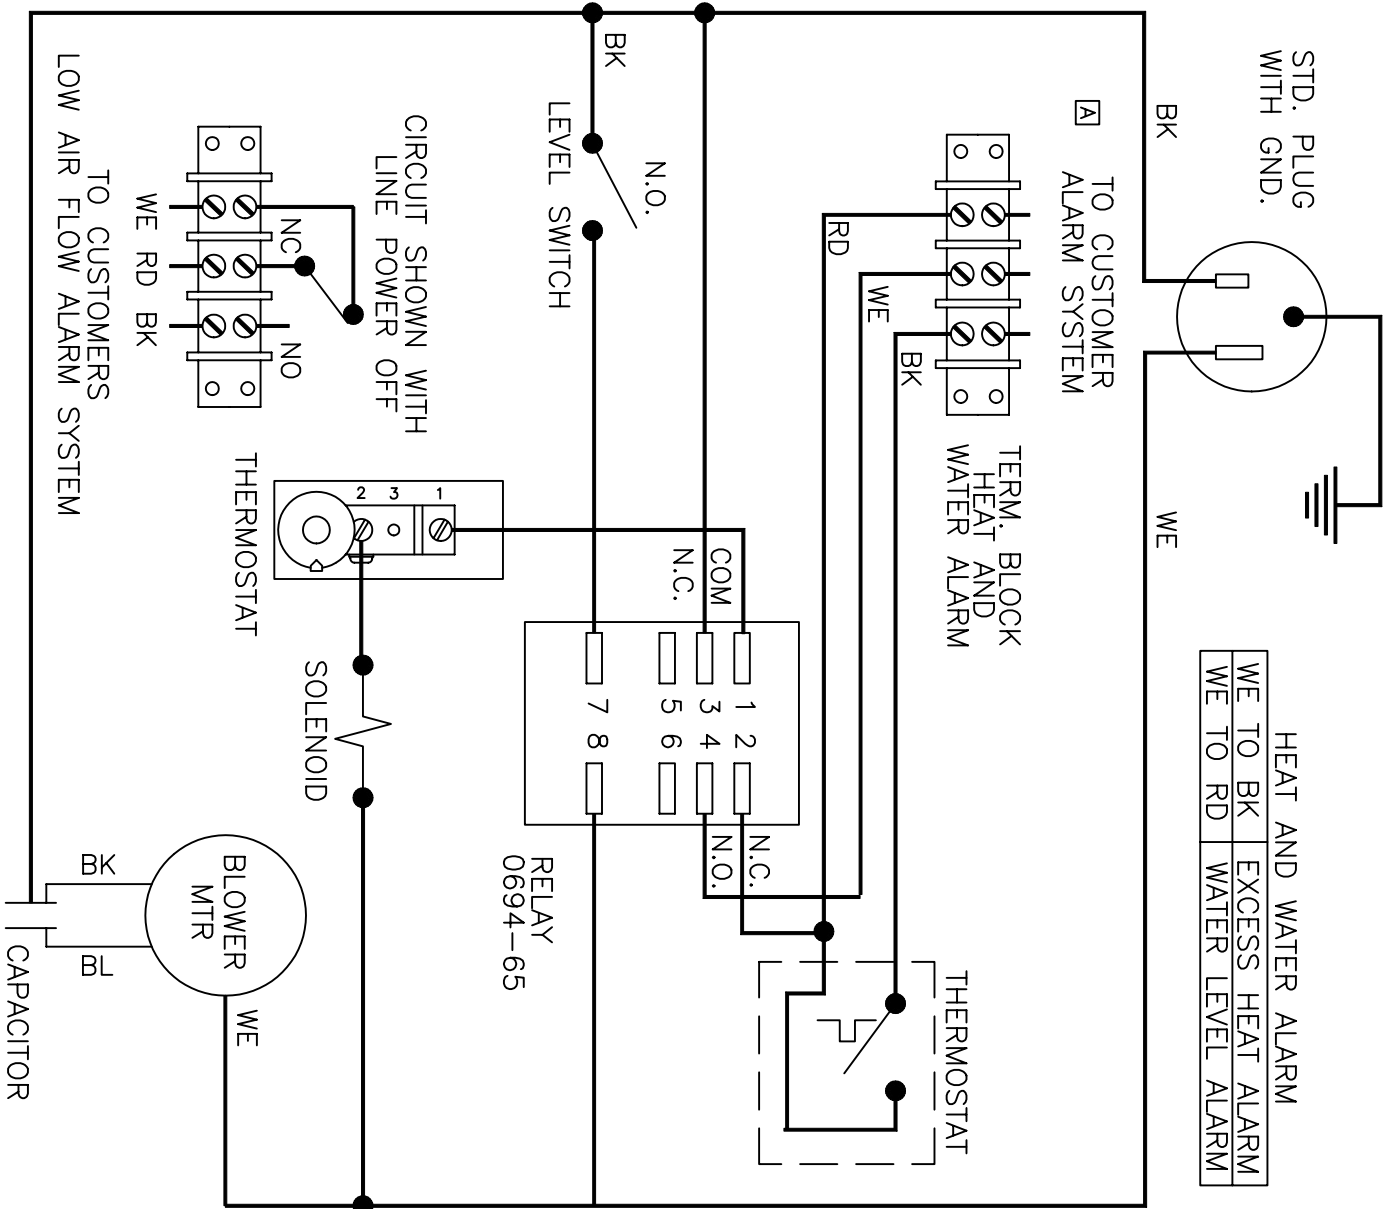 STD. PLUG
WITH GND.
BK
WE
A
TO CUSTOMER
ALARM SYSTEM
TERM. BLOCK
HEAT AND
WATER ALARM
HEAT AND WATER ALARM
WE TO BK EXCESS HEAT ALARM
WE TO RD WATER LEVEL ALARM
RD
WE
BK
THERMOSTAT
BK
N.O.
LEVEL SWITCH
COM
N.C.
1 2
3 4
5 6
7 8
N.C.
N.O.
RELAY
0694-65
CIRCUIT SHOWN WITH
LINE POWER OFF
NC
NO
WE RD BK
TO CUSTOMERS
LOW AIR FLOW ALARM SYSTEM
2 3 1
THERMOSTAT
SOLENOID
BLOWER
MTR
WE
BK
BL
CAPACITOR